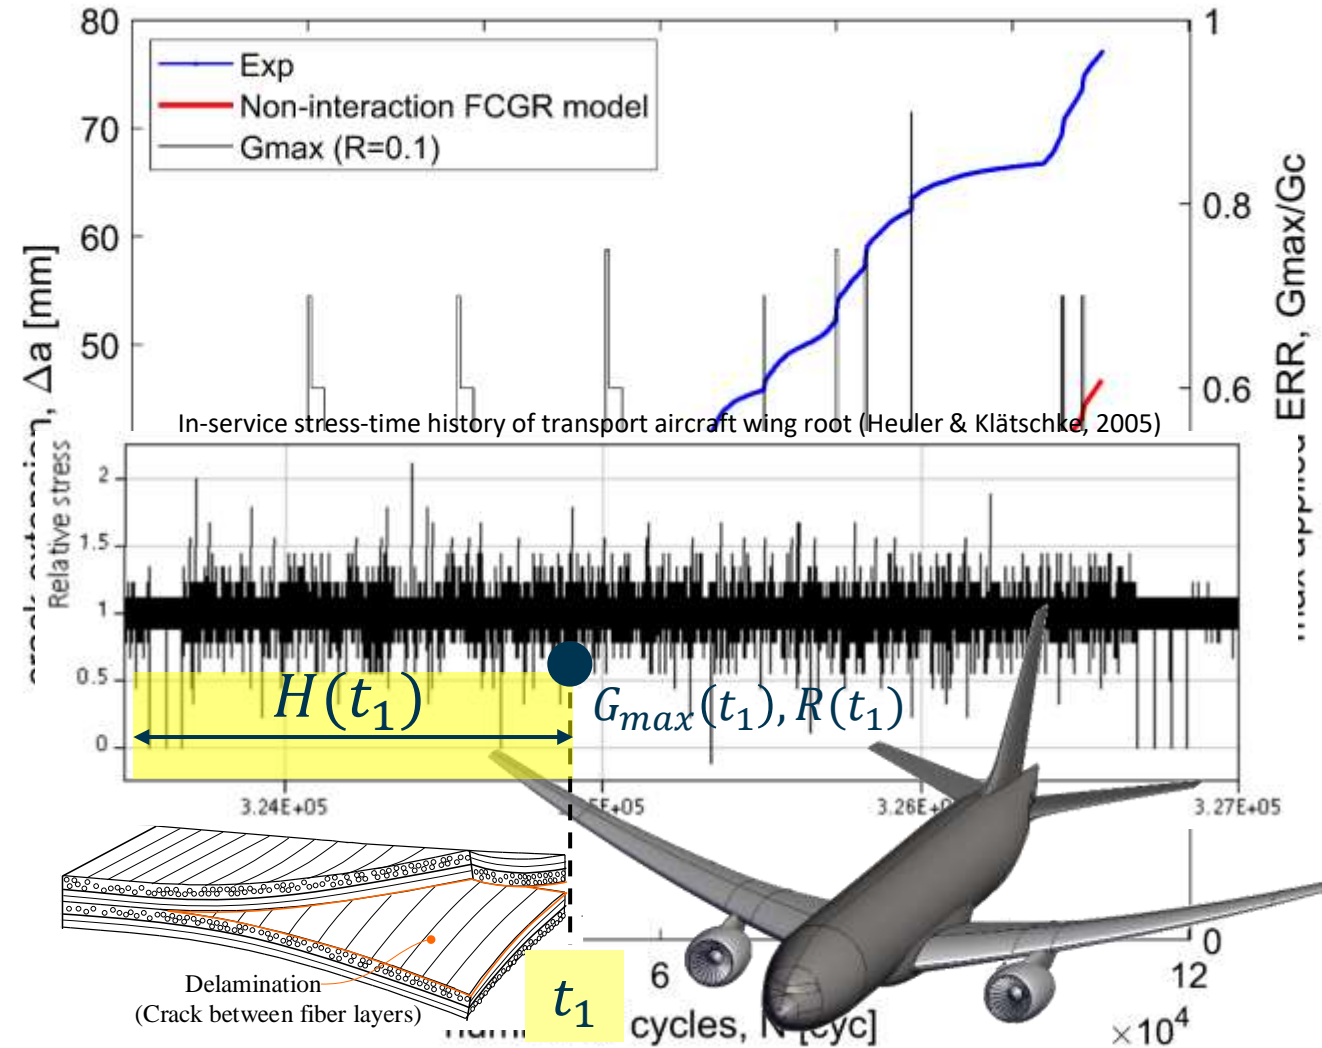 80
1
Exp
Non-interaction FCGR model
Gmax (R=0.1)
70
0.8
60
50
0.6
Δa [mm]
ERR, Gmax/Gc
In-service stress-time history of transport aircraft wing root (Heuler & Klätschke, 2005)
Relative stress
2
1.5
1
0.5
0
H(t₁)
G_max(t₁), R(t₁)
3.24E+05
E+05
3.26E+0
3.27E+05
Delamination
(Crack between fiber layers)
t₁
6
12
0
cycles, N [cyc]
×10⁴